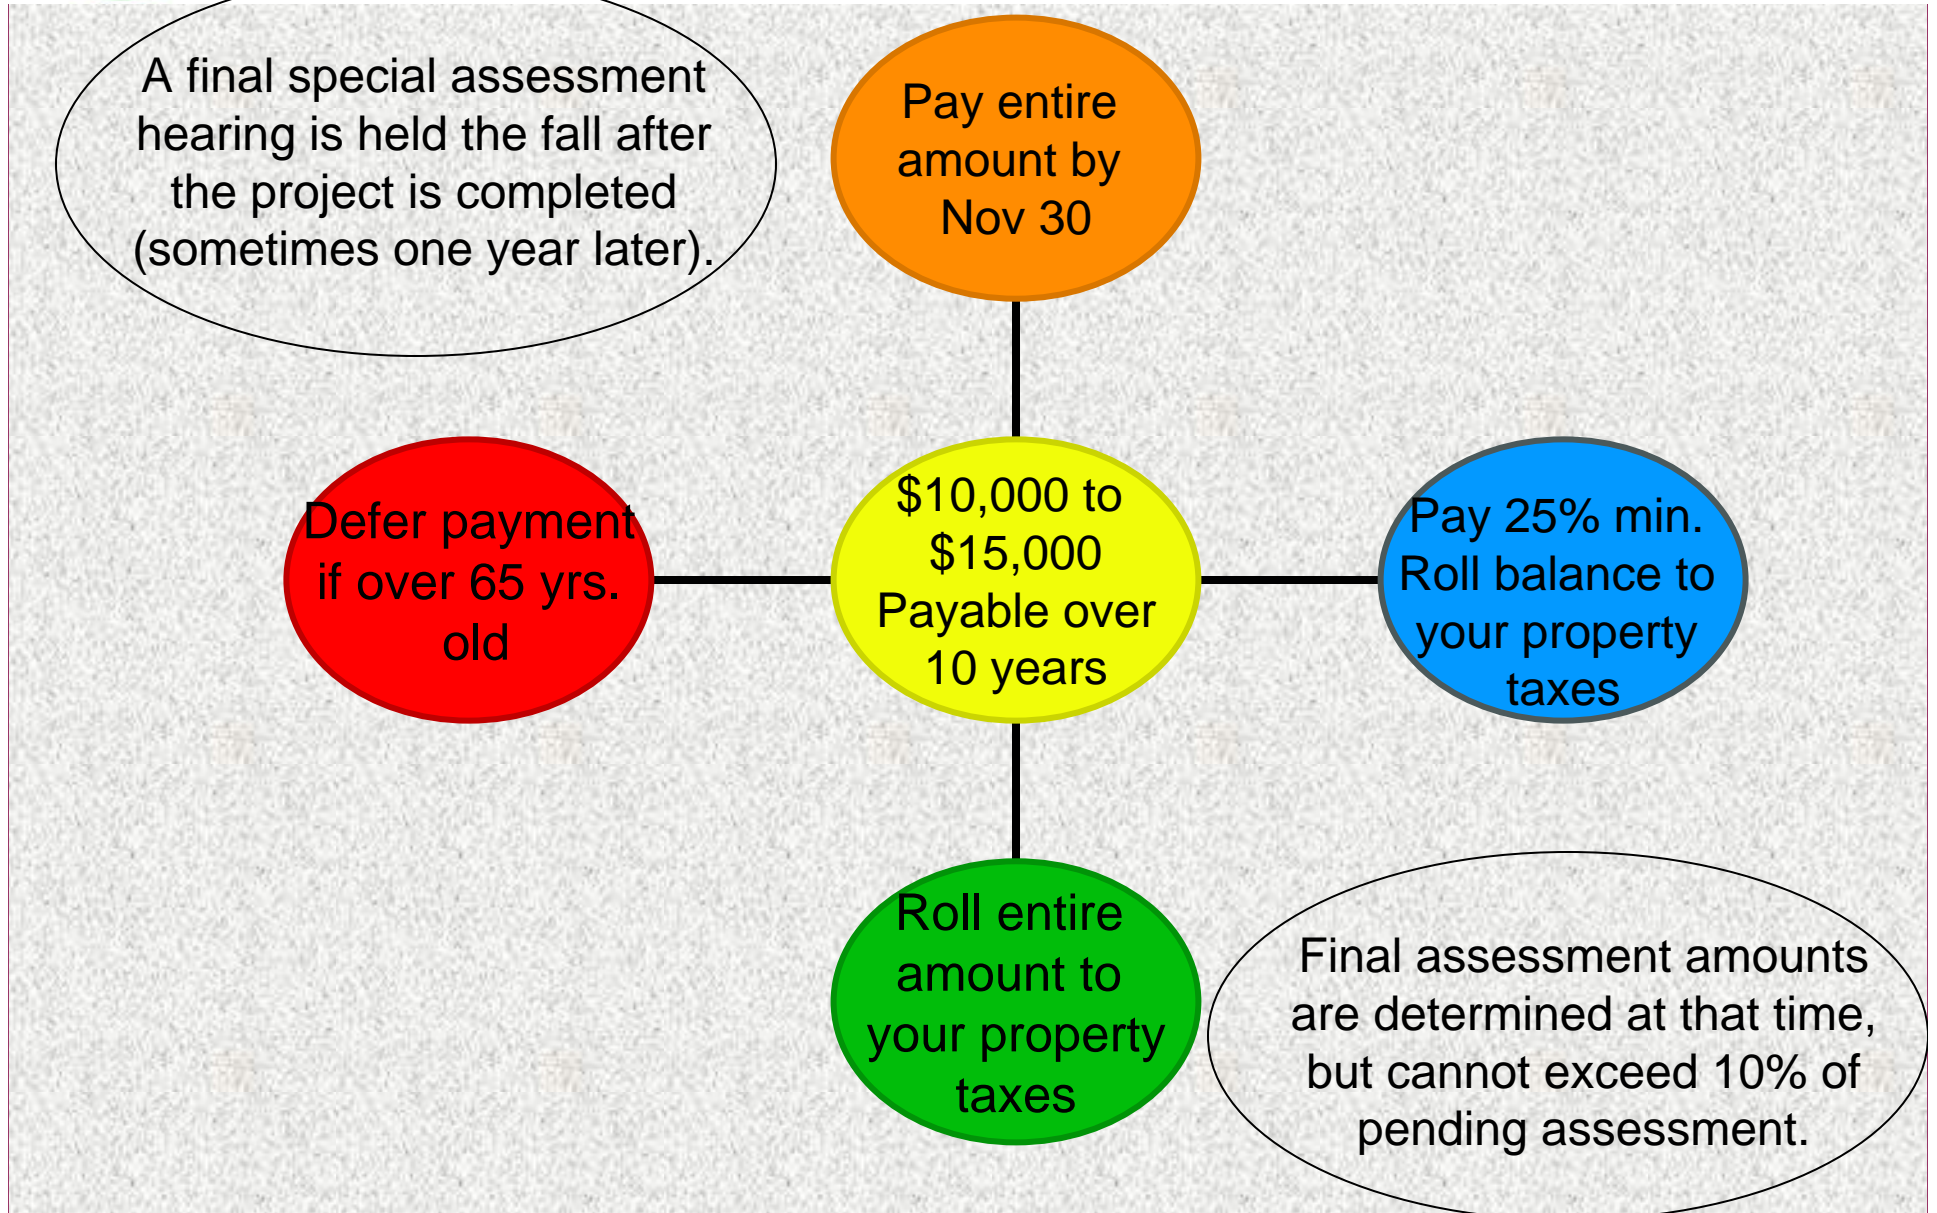 A final special assessment
hearing is held the fall after
the project is completed
(sometimes one year later).
Pay entire
amount by
Nov 30
Defer payment
if over 65 yrs.
old
$10,000 to
$15,000
Payable over
10 years
Pay 25% min.
Roll balance to
your property
taxes
Roll entire
amount to
your property
taxes
Final assessment amounts
are determined at that time,
but cannot exceed 10% of
pending assessment.